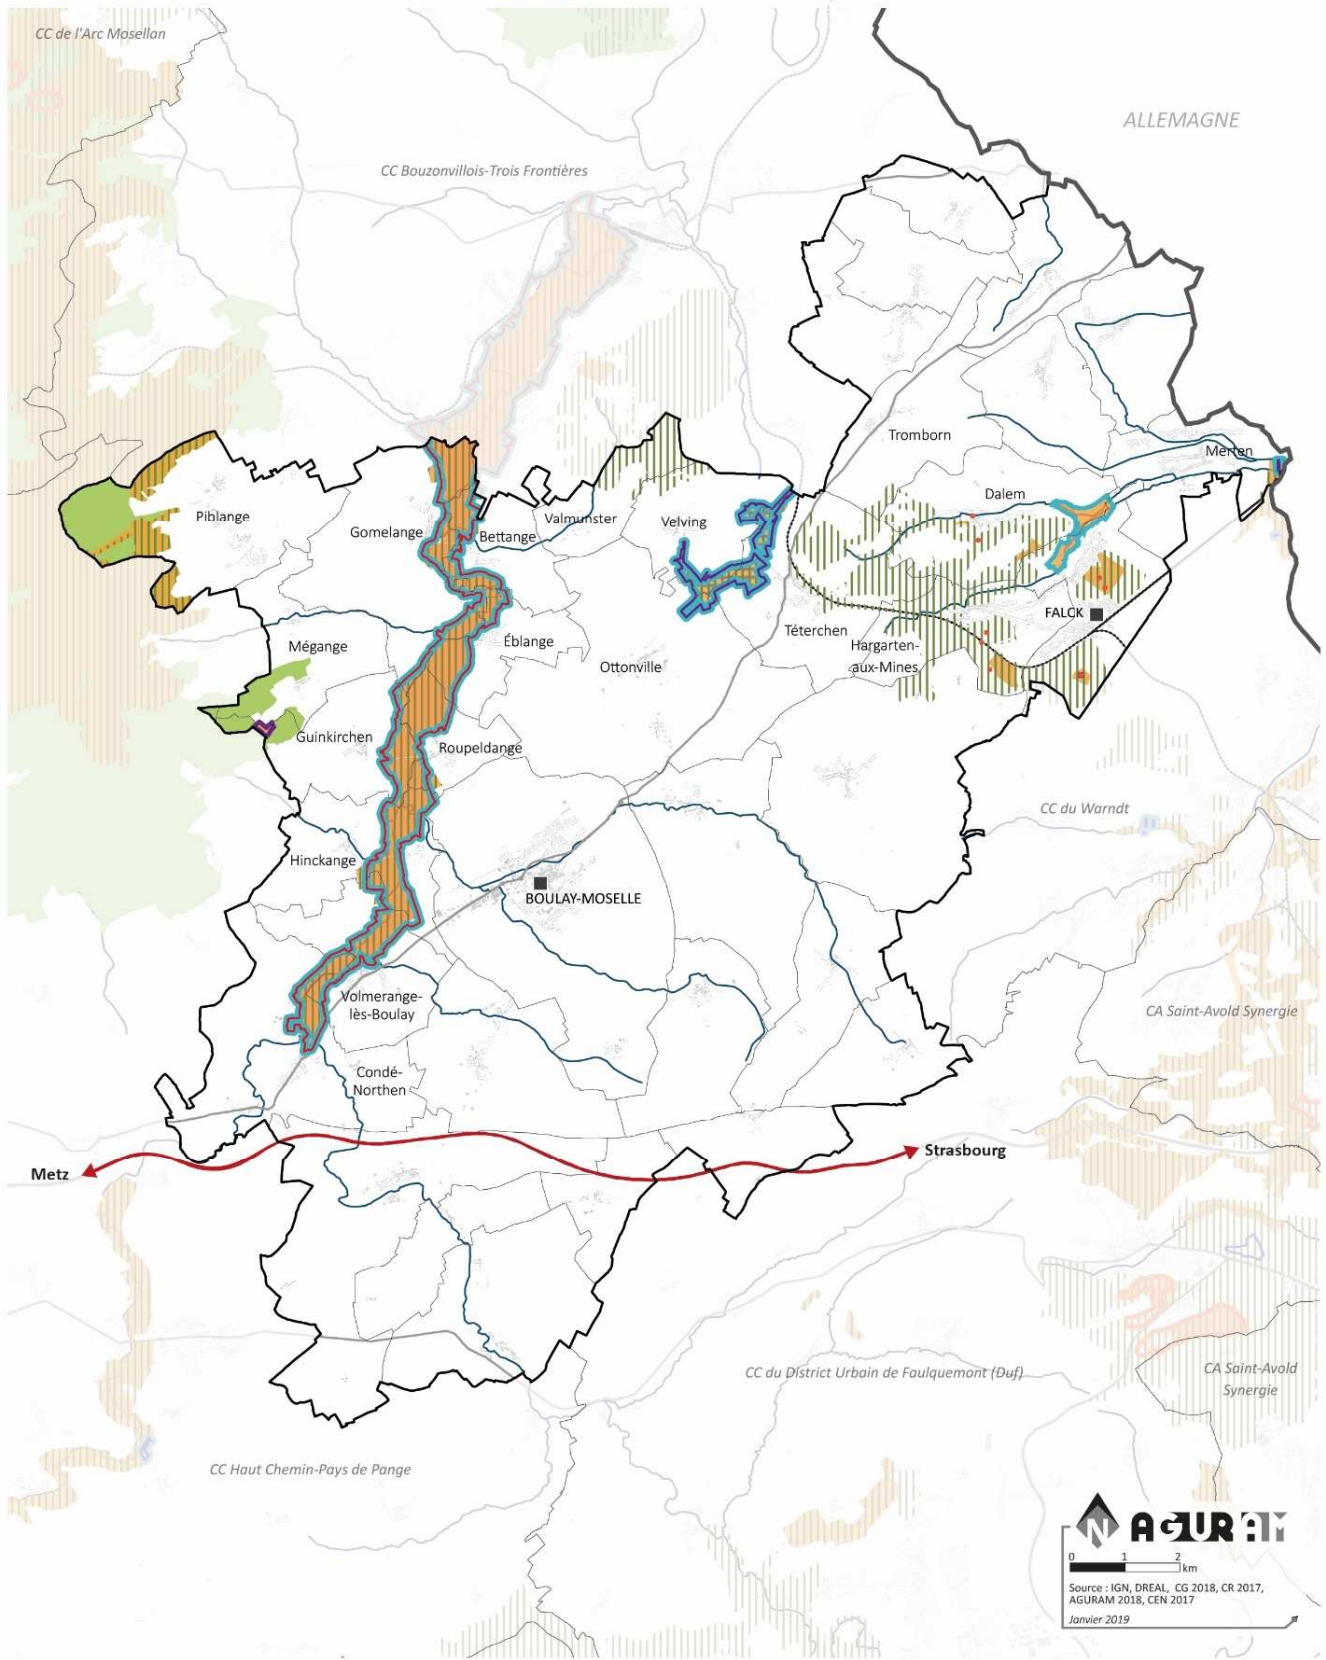 CC de l'Arc Mosellan
ALLEMAGNE
CC Bouzonvillois-Trois Frontières
Tromborn
Merten
Dalem
Piblange
Gomelange
Bettange
Valmunster
Velving
FALCK
Téterchen
Hargarten-
aux-Mines
Mégange
Éblange
Ottonville
Guinkirchen
Roupeldange
CC du Warndt
Hinckange
BOULAY-MOSELLE
Volmerange-
lès-Boulay
CA Saint-Avold Synergie
Condé-
Northen
Metz
Strasbourg
CC du District Urbain de Faulquemont (Duf)
CA Saint-Avold
Synergie
CC Haut Chemin-Pays de Pange
N AGURAM
0 1 2
km
Source : IGN, DREAL, CG 2018, CR 2017,
AGURAM 2018, CEN 2017
Janvier 2019